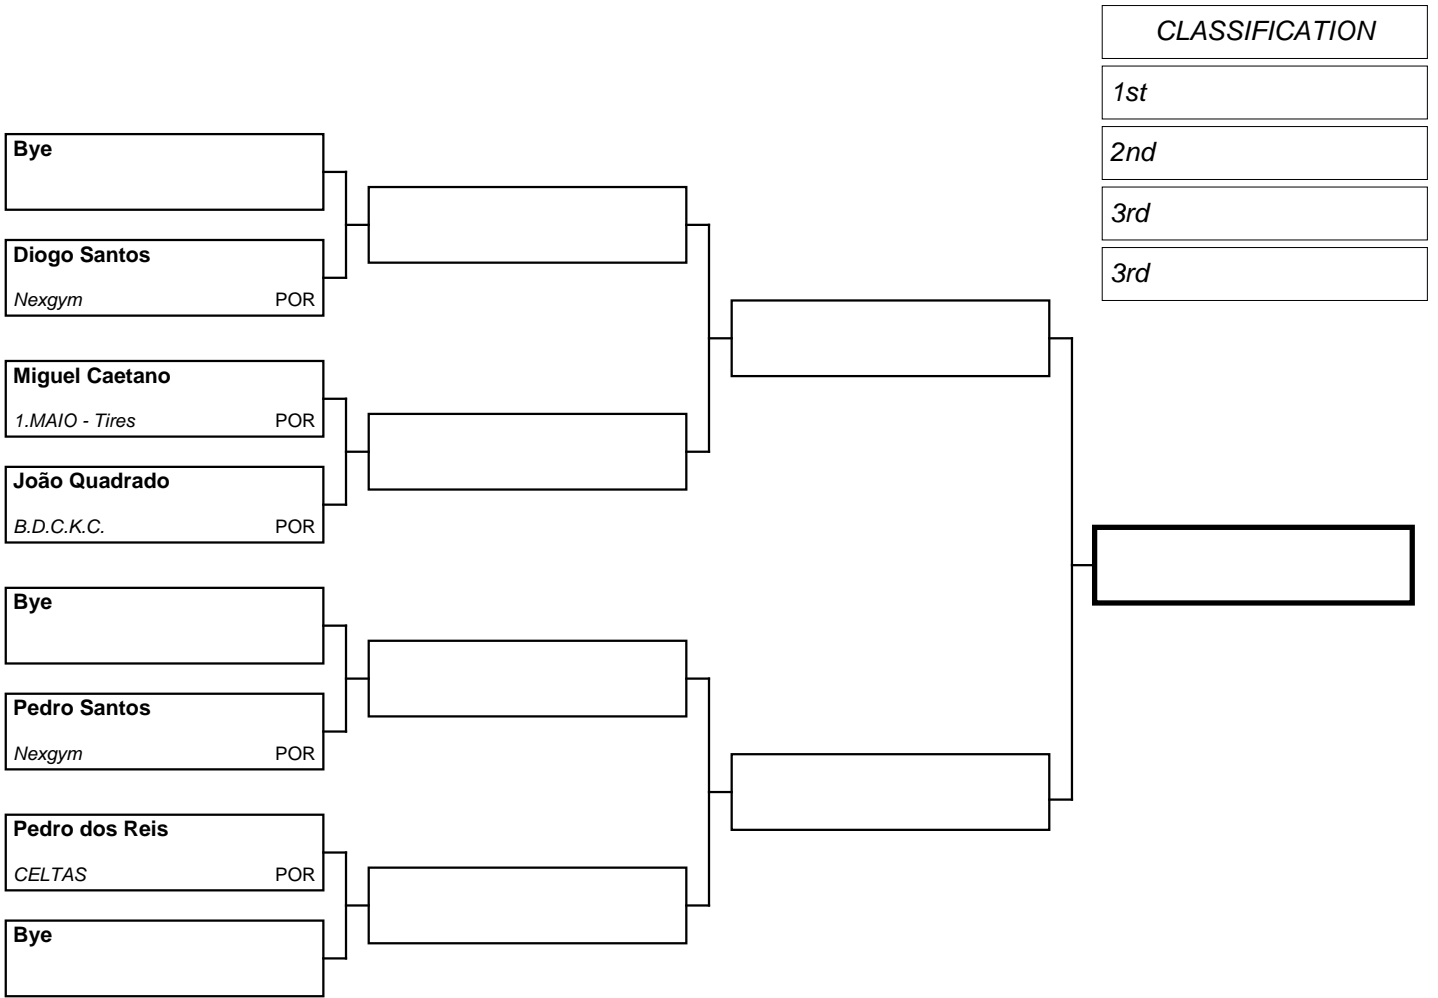 CLASSIFICATION
1st
2nd
3rd
3rd
Bye
Diogo Santos
Nexgym POR
Miguel Caetano
1.MAIO - Tires POR
João Quadrado
B.D.C.K.C. POR
Bye
Pedro Santos
Nexgym POR
Pedro dos Reis
CELTAS POR
Bye